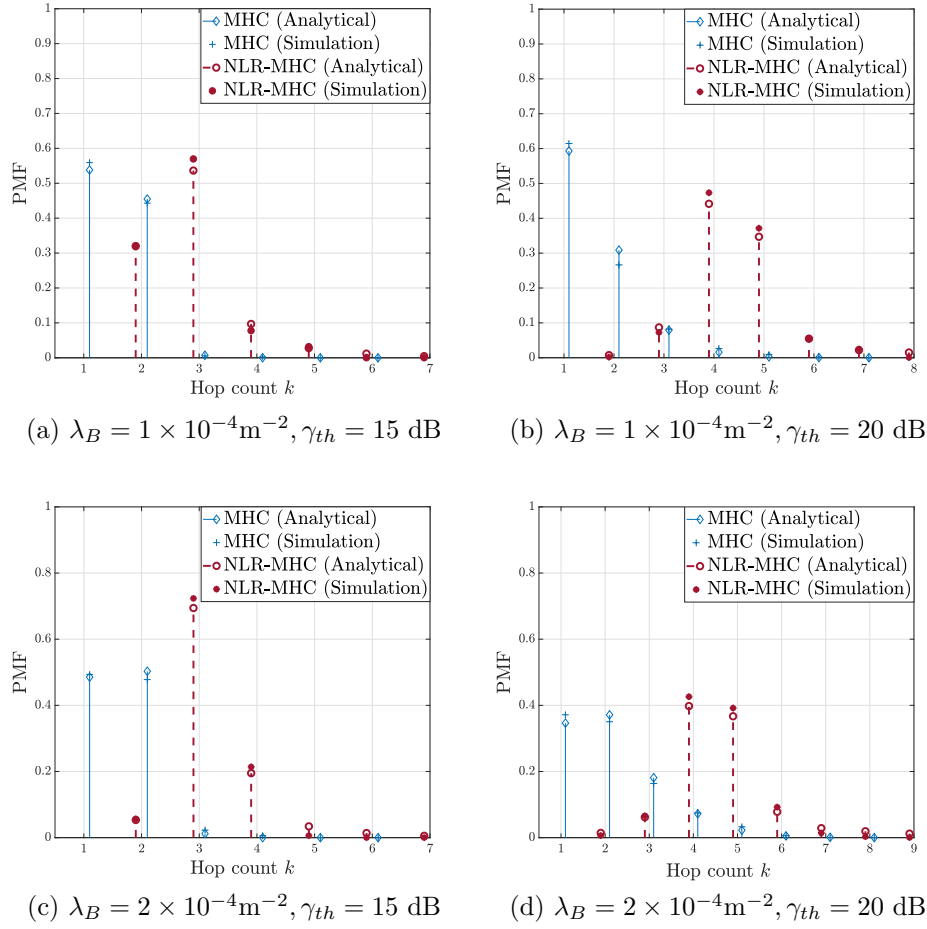 MHC (Analytical)
MHC (Simulation)
NLR-MHC (Analytical)
NLR-MHC (Simulation)
PMF
1
0.9
0.8
0.7
0.6
0.5
0.4
0.3
0.2
0.1
0
1 2 3 4 5 6 7
Hop count k
(a) λ_B = 1 × 10⁻⁴m⁻², γ_th = 15 dB
MHC (Analytical)
MHC (Simulation)
NLR-MHC (Analytical)
NLR-MHC (Simulation)
PMF
1
0.9
0.8
0.7
0.6
0.5
0.4
0.3
0.2
0.1
0
1 2 3 4 5 6 7 8
Hop count k
(b) λ_B = 1 × 10⁻⁴m⁻², γ_th = 20 dB
MHC (Analytical)
MHC (Simulation)
NLR-MHC (Analytical)
NLR-MHC (Simulation)
PMF
1
0.8
0.6
0.4
0.2
0
1 2 3 4 5 6 7
Hop count k
(c) λ_B = 2 × 10⁻⁴m⁻², γ_th = 15 dB
MHC (Analytical)
MHC (Simulation)
NLR-MHC (Analytical)
NLR-MHC (Simulation)
PMF
1
0.8
0.6
0.4
0.2
0
1 2 3 4 5 6 7 8 9
Hop count k
(d) λ_B = 2 × 10⁻⁴m⁻², γ_th = 20 dB